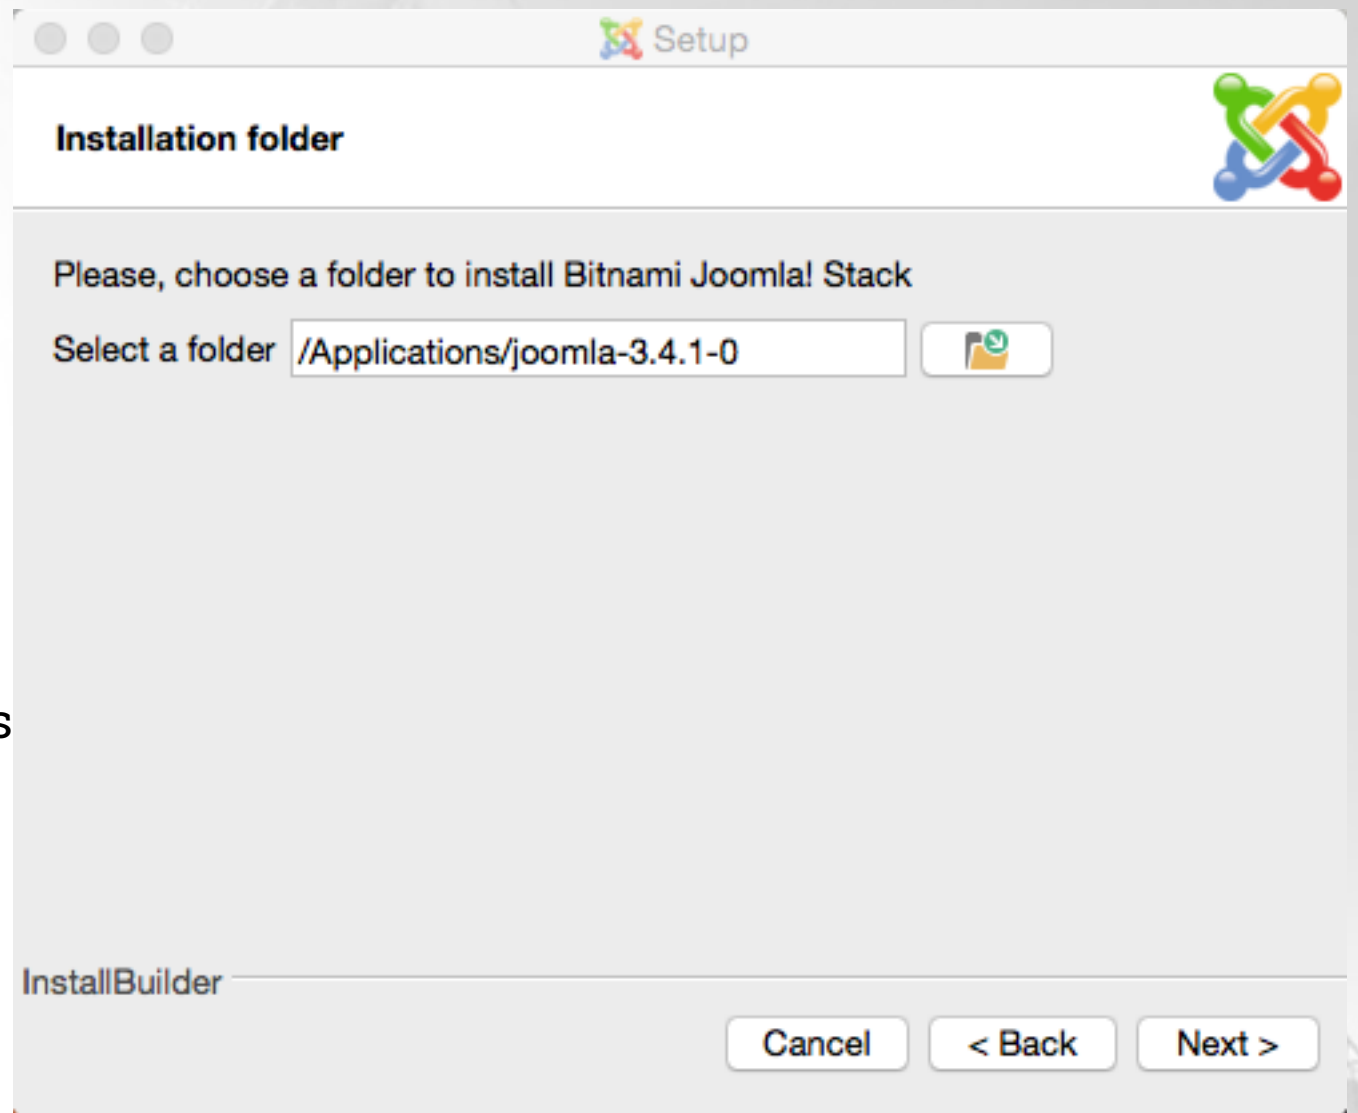 Setup
Installation folder
Please, choose a folder to install Bitnami Joomla! Stack
Select a folder /Applications/joomla-3.4.1-0
s
InstallBuilder
Cancel < Back Next >